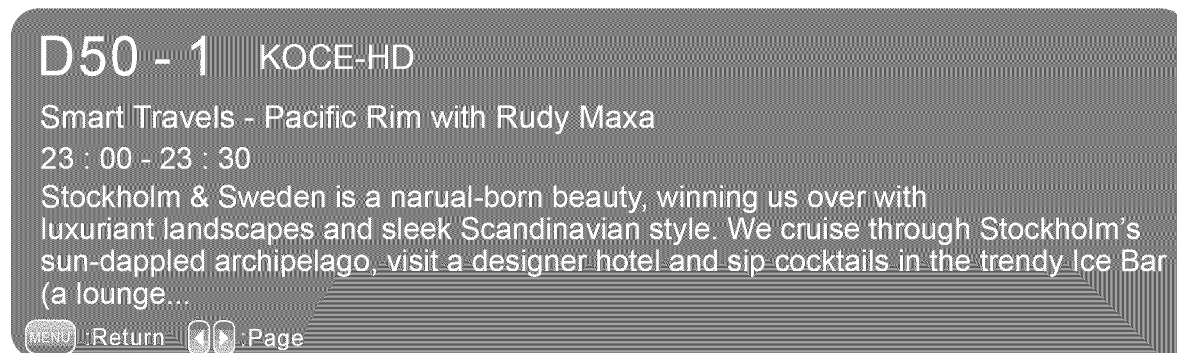 D50 - 1 KOCE-HD
Smart Travels - Pacific Rim with Rudy Maxa
23 : 00 - 23 : 30
Stockholm & Sweden is a narual-born beauty, winning us over with
luxuriant landscapes and sleek Scandinavian style. We cruise through Stockholm's
sun-dappled archipelago, visit a designer hotel and sip cocktails in the trendy Ice Bar
(a lounge...
MENU :Return :Page